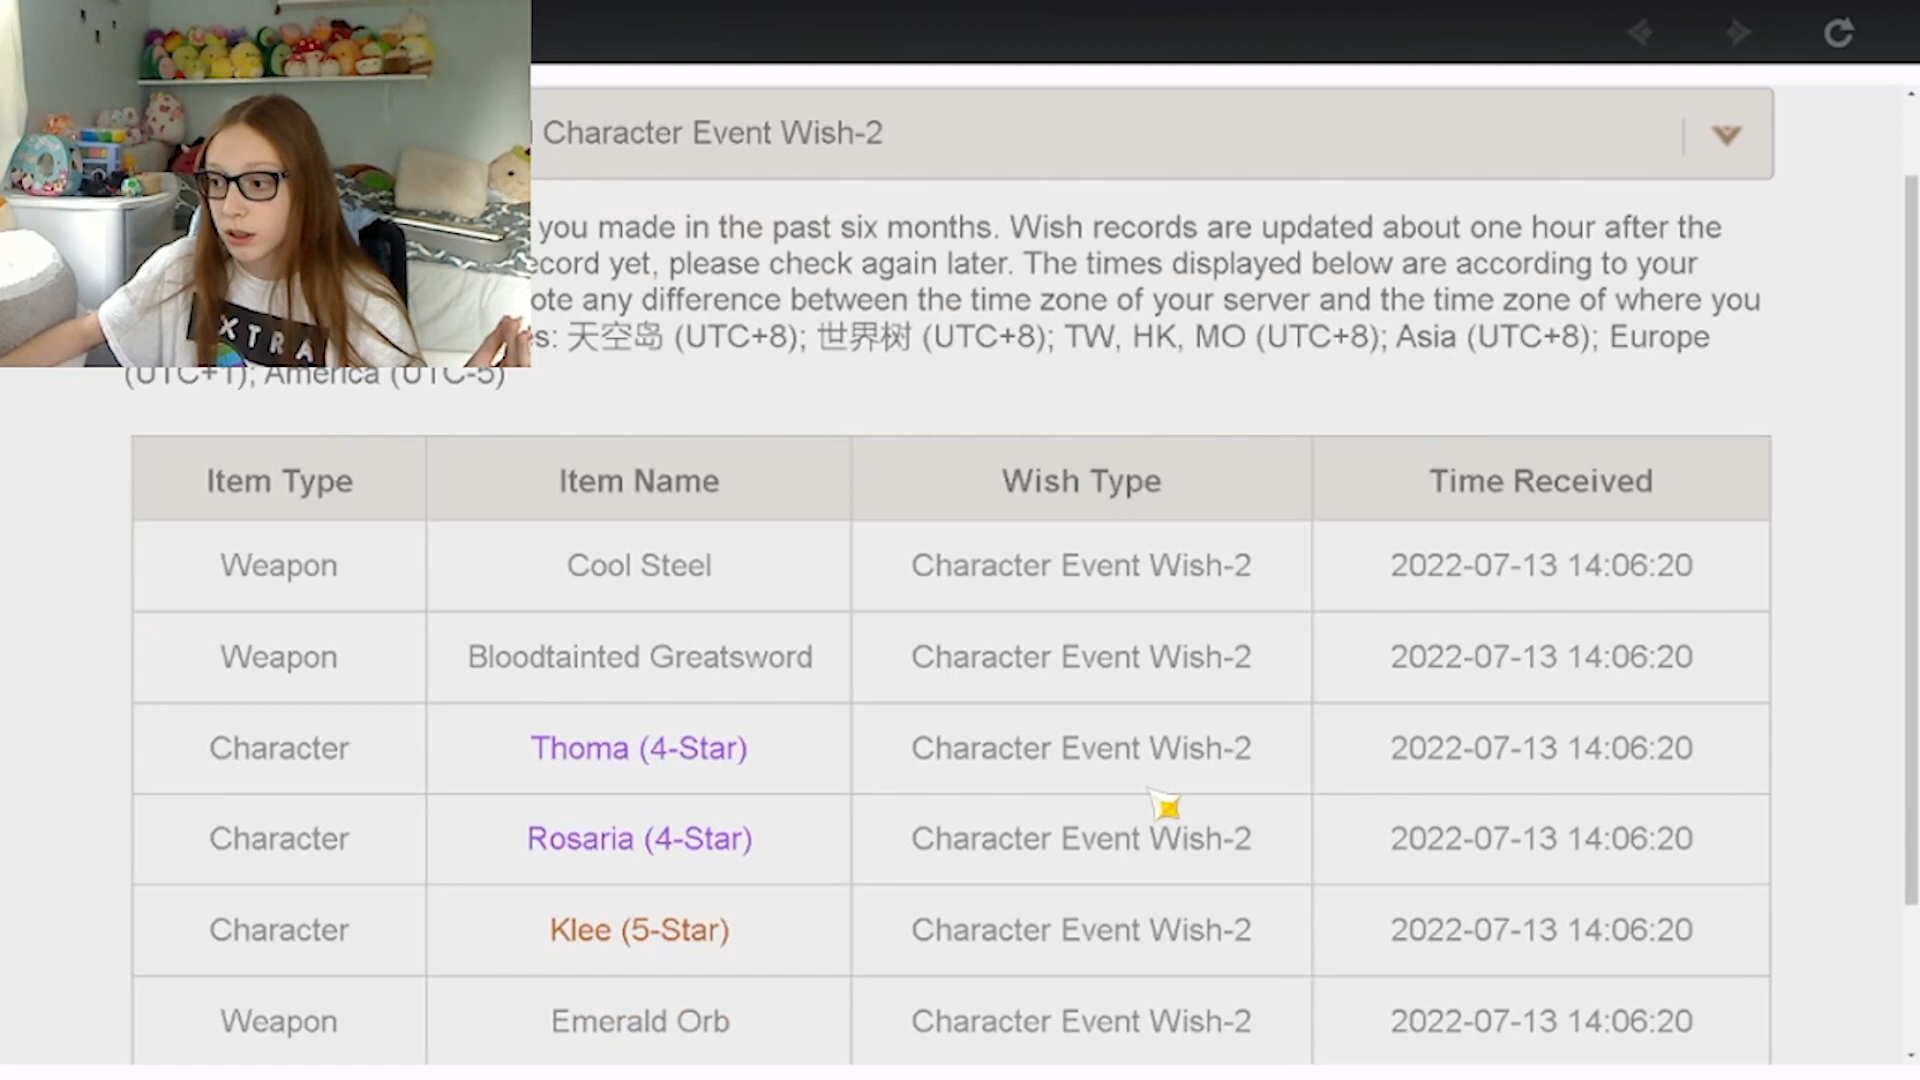 Character Event Wish-2
you made in the past six months. Wish records are updated about one hour after the
ecord yet, please check again later. The times displayed below are according to your
ote any difference between the time zone of your server and the time zone of where you
s: 天空岛 (UTC+8); 世界树 (UTC+8); TW, HK, MO (UTC+8); Asia (UTC+8); Europe
(UTC+1); America (UTC-5)
XTRA
Item Type Item Name Wish Type Time Received
Weapon Cool Steel Character Event Wish-2 2022-07-13 14:06:20
Weapon Bloodtainted Greatsword Character Event Wish-2 2022-07-13 14:06:20
Character Thoma (4-Star) Character Event Wish-2 2022-07-13 14:06:20
Character Rosaria (4-Star) Character Event Wish-2 2022-07-13 14:06:20
Character Klee (5-Star) Character Event Wish-2 2022-07-13 14:06:20
Weapon Emerald Orb Character Event Wish-2 2022-07-13 14:06:20